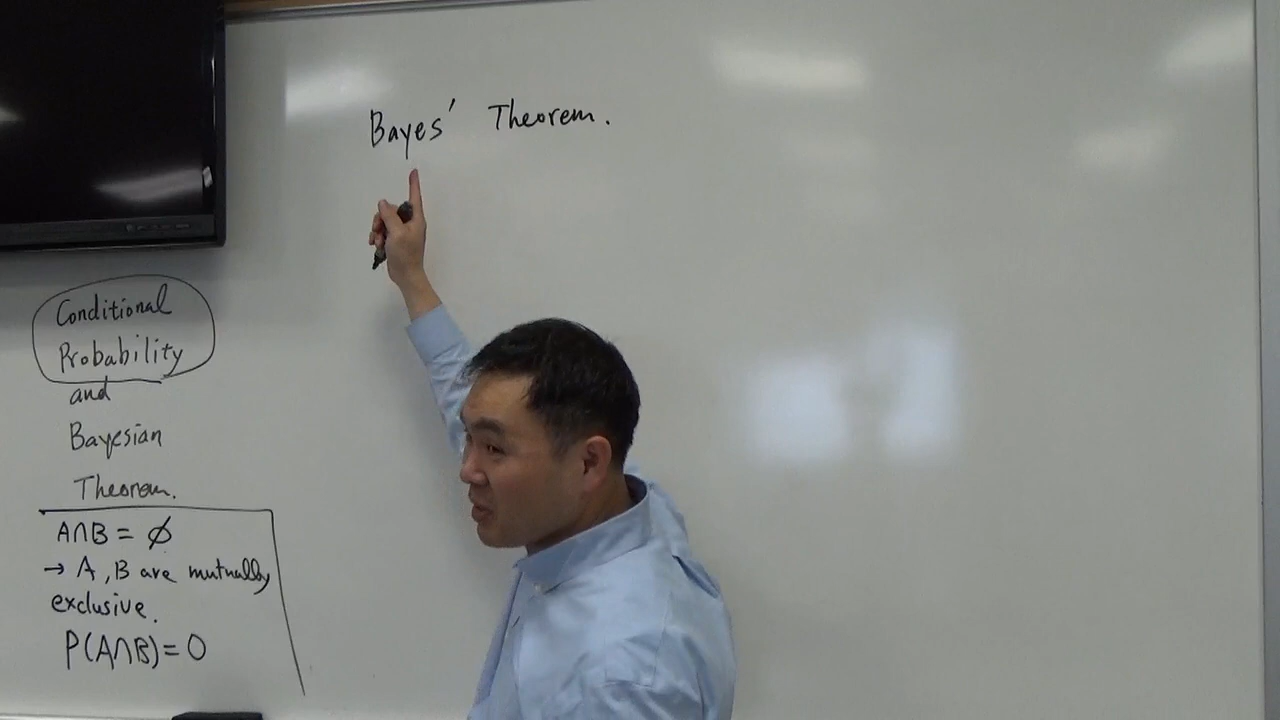 Bayes' Theorem.
Conditional
Probability
and
Bayesian
Theorem.
A∩B = ∅
→ A, B are mutually
exclusive.
P(A∩B) = 0